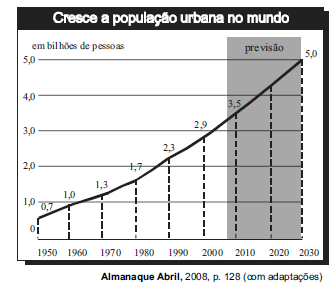 Cresce a população urbana no mundo
em bilhões de pessoas
previsão
5,0
5,0
4,0
3,5
3,0
2,9
2,3
2,0
1,7
1,3
1,0
1,0
0,7
0
1950 1960 1970 1980 1990 2000 2010 2020 2030
Almanaque Abril, 2008, p. 128 (com adaptações)